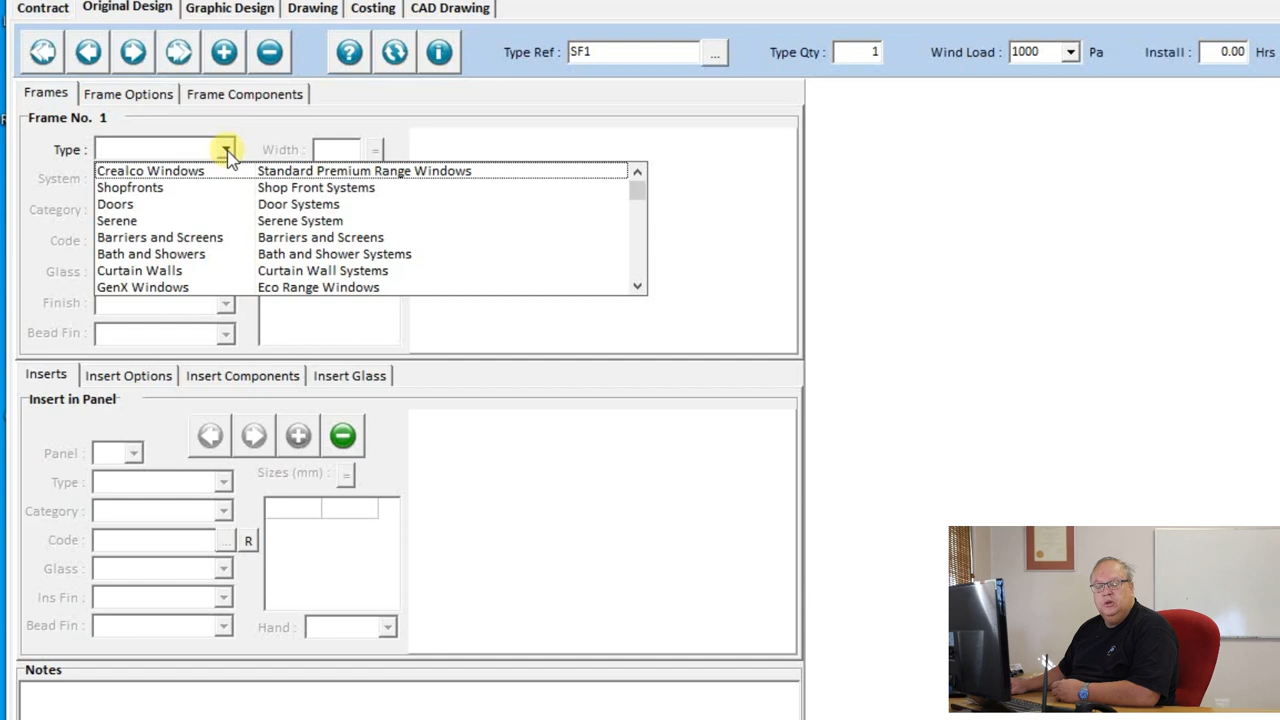 Contract Original Design Graphic Design Drawing Costing CAD Drawing
Type Ref : SF1 ... Type Qty : 1 Wind Load : 1000 Pa Install : 0.00 Hrs
Frames Frame Options Frame Components
Frame No. 1
Type : Width : =
Crealco Windows Standard Premium Range Windows
System : Shopfronts Shop Front Systems
Category : Doors Door Systems
Serene Serene System
Code : Barriers and Screens Barriers and Screens
Bath and Showers Bath and Shower Systems
Glass : Curtain Walls Curtain Wall Systems
GenX Windows Eco Range Windows
Finish :
Bead Fin :
Inserts Insert Options Insert Components Insert Glass
Insert in Panel
Panel :
Type : Sizes (mm) : =
Category :
Code : ... R
Glass :
Ins Fin :
Bead Fin : Hand :
Notes